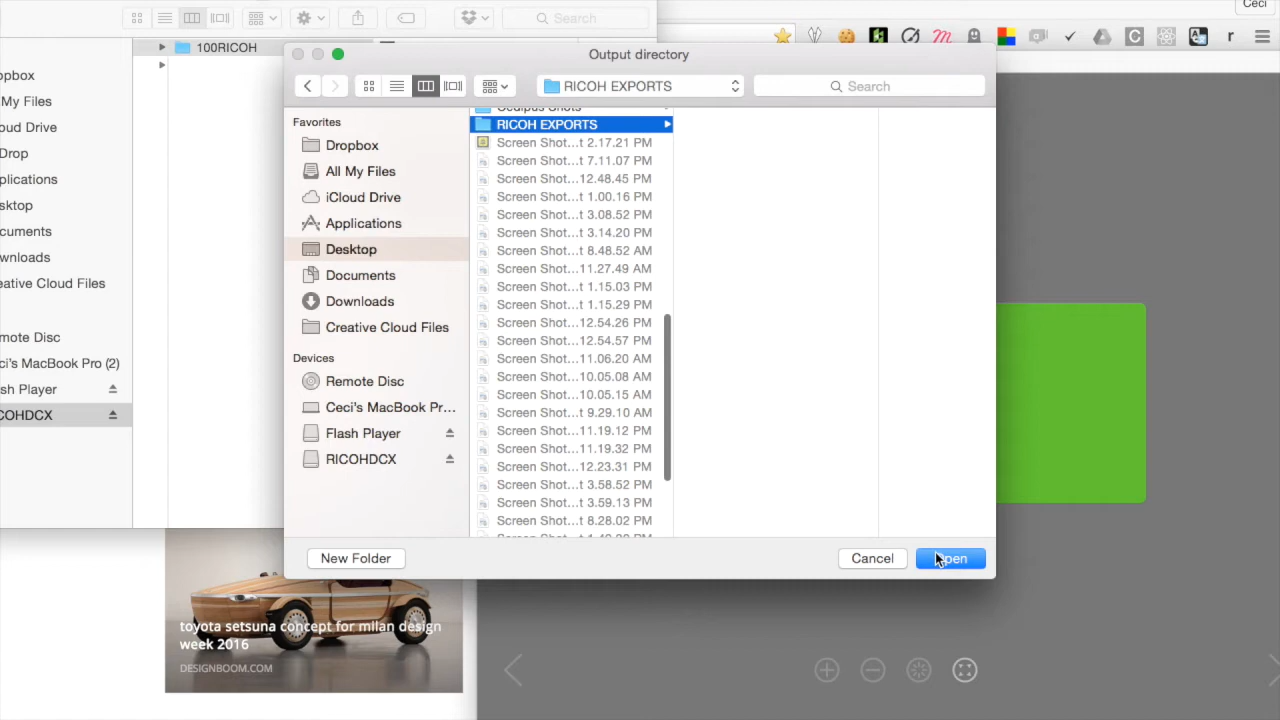 Ceci
Search
100RICOH
Output directory
RICOH EXPORTS
Search
opbox
My Files
oud Drive
Drop
plications
sktop
cuments
wnloads
eative Cloud Files
mote Disc
ci's MacBook Pro (2)
sh Player
COHDCX
Favorites
Dropbox
All My Files
iCloud Drive
Applications
Desktop
Documents
Downloads
Creative Cloud Files
Devices
Remote Disc
Ceci's MacBook Pr...
Flash Player
RICOHDCX
Oedipus Shots
RICOH EXPORTS
Screen Shot...t 2.17.21 PM
Screen Shot...t 7.11.07 PM
Screen Shot...12.48.45 PM
Screen Shot...t 1.00.16 PM
Screen Shot...t 3.08.52 PM
Screen Shot...t 3.14.20 PM
Screen Shot...t 8.48.52 AM
Screen Shot...11.27.49 AM
Screen Shot...t 1.15.03 PM
Screen Shot...t 1.15.29 PM
Screen Shot...12.54.26 PM
Screen Shot...12.54.57 PM
Screen Shot...11.06.20 AM
Screen Shot...10.05.08 AM
Screen Shot...10.05.15 AM
Screen Shot...t 9.29.10 AM
Screen Shot...11.19.12 PM
Screen Shot...11.19.32 PM
Screen Shot...12.23.31 PM
Screen Shot...t 3.58.52 PM
Screen Shot...t 3.59.13 PM
Screen Shot...t 8.28.02 PM
New Folder
Cancel
Open
toyota setsuna concept for milan design
week 2016
DESIGNBOOM.COM